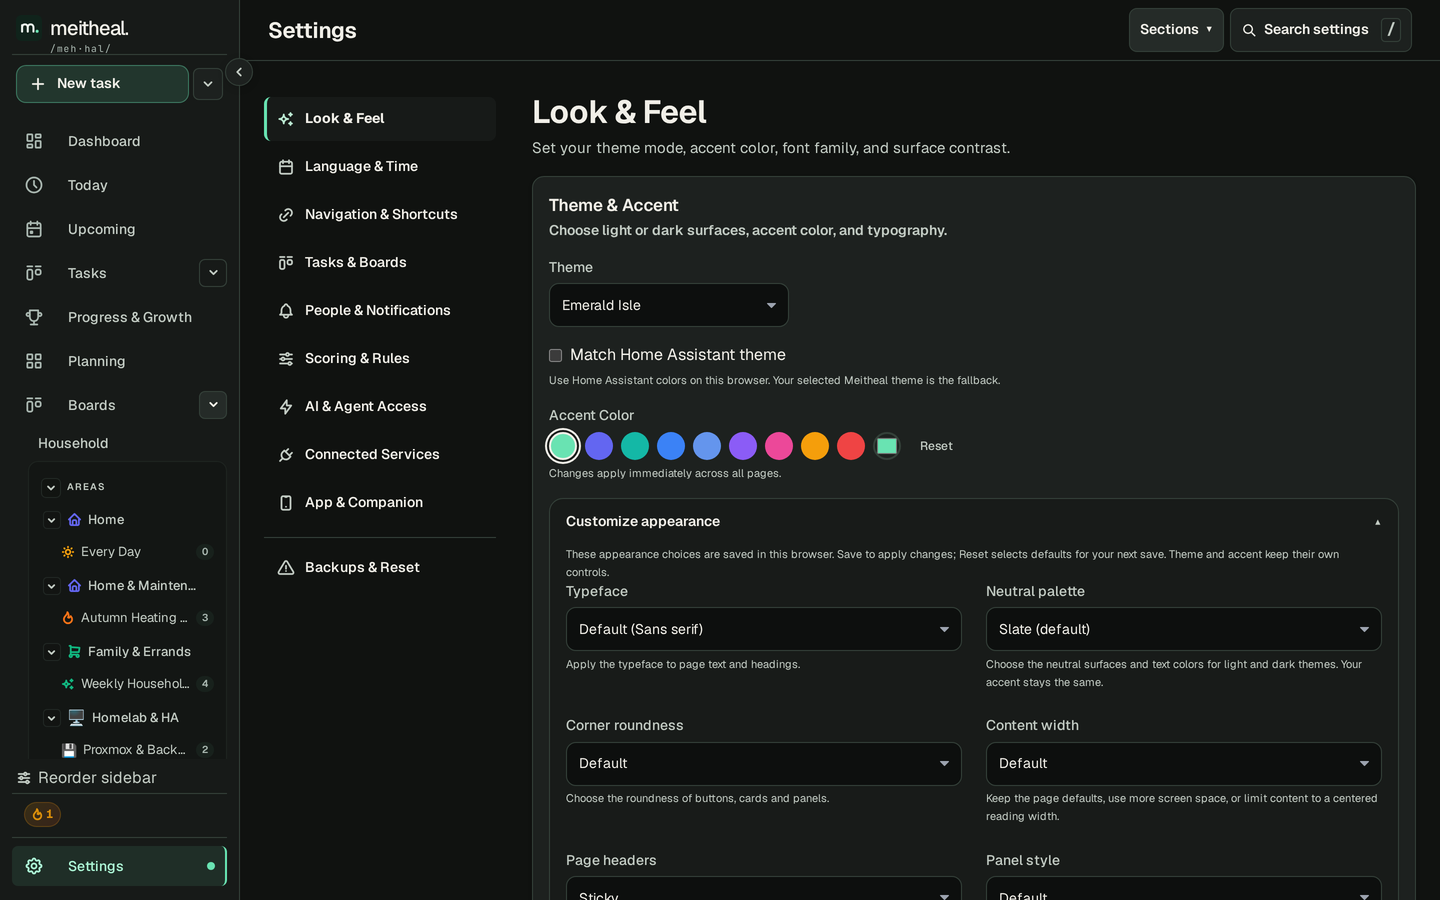 m. meitheal.
/meh·hal/
New task
Dashboard
Today
Upcoming
Tasks
Progress & Growth
Planning
Boards
Household
AREAS
Home
Every Day 0
Home & Mainten...
Autumn Heating ... 3
Family & Errands
Weekly Househol... 4
Homelab & HA
Proxmox & Back... 2
Reorder sidebar
1
Settings
Settings
Sections
Search settings /
Look & Feel
Language & Time
Navigation & Shortcuts
Tasks & Boards
People & Notifications
Scoring & Rules
AI & Agent Access
Connected Services
App & Companion
Backups & Reset
Look & Feel
Set your theme mode, accent color, font family, and surface contrast.
Theme & Accent
Choose light or dark surfaces, accent color, and typography.
Theme
Emerald Isle
Match Home Assistant theme
Use Home Assistant colors on this browser. Your selected Meitheal theme is the fallback.
Accent Color
Reset
Changes apply immediately across all pages.
Customize appearance
These appearance choices are saved in this browser. Save to apply changes; Reset selects defaults for your next save. Theme and accent keep their own
controls.
Typeface
Default (Sans serif)
Apply the typeface to page text and headings.
Neutral palette
Slate (default)
Choose the neutral surfaces and text colors for light and dark themes. Your
accent stays the same.
Corner roundness
Default
Choose the roundness of buttons, cards and panels.
Content width
Default
Keep the page defaults, use more screen space, or limit content to a centered
reading width.
Page headers
Sticky
Panel style
Default